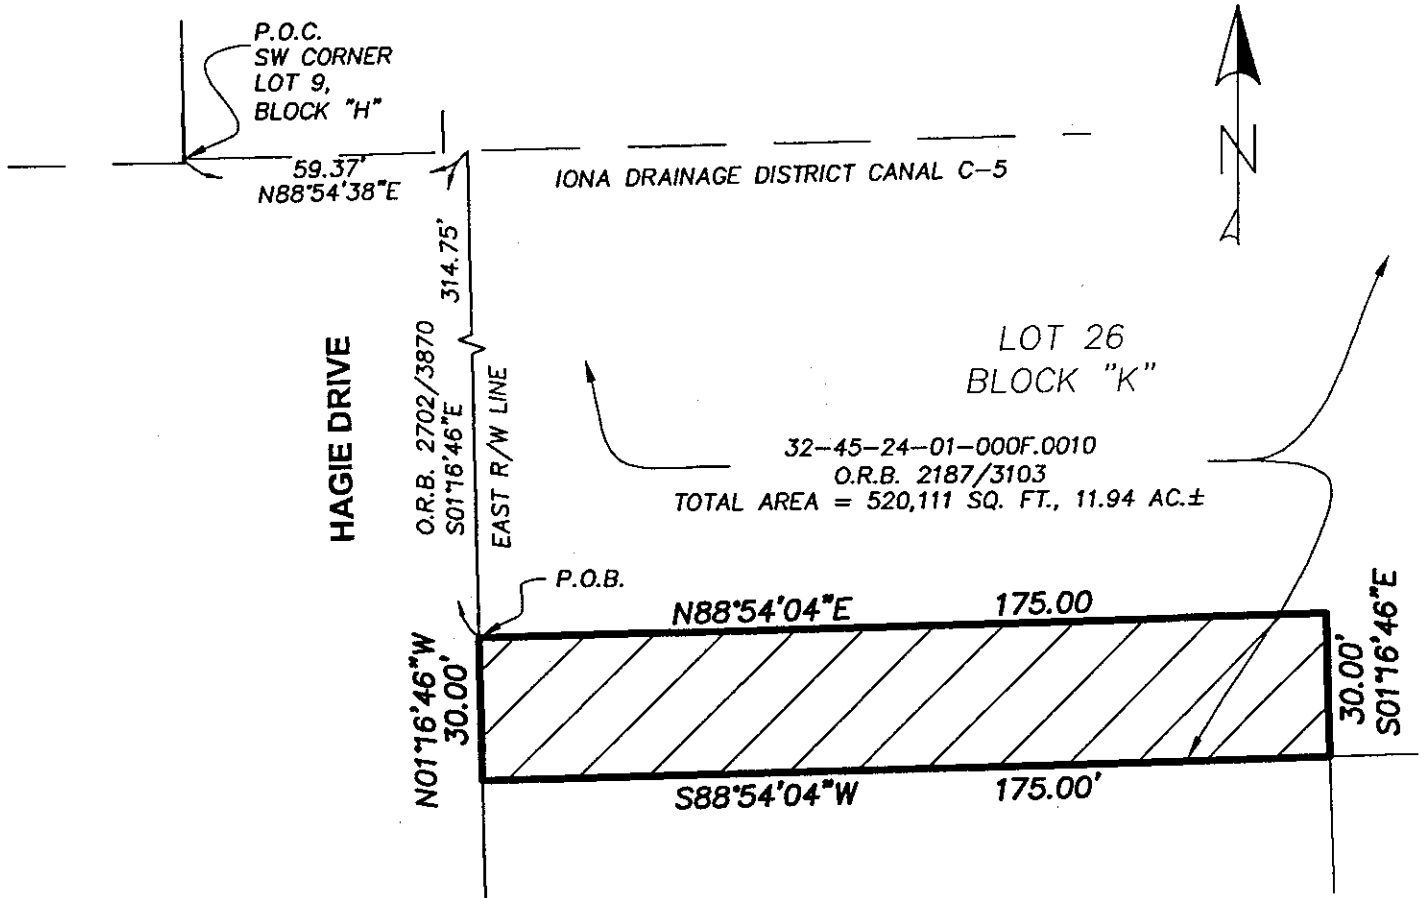 P.O.C.
SW CORNER
LOT 9,
BLOCK "H"
N
59.37'
N88°54'38"E
IONA DRAINAGE DISTRICT CANAL C-5
314.75'
HAGIE DRIVE
O.R.B. 2702/3870
S01°16'46"E
EAST R/W LINE
LOT 26
BLOCK "K"
32-45-24-01-000F.0010
O.R.B. 2187/3103
TOTAL AREA = 520,111 SQ. FT., 11.94 AC.±
P.O.B.
N88°54'04"E 175.00
N01°16'46"W
30.00'
30.00'
S01°16'46"E
S88°54'04"W 175.00'